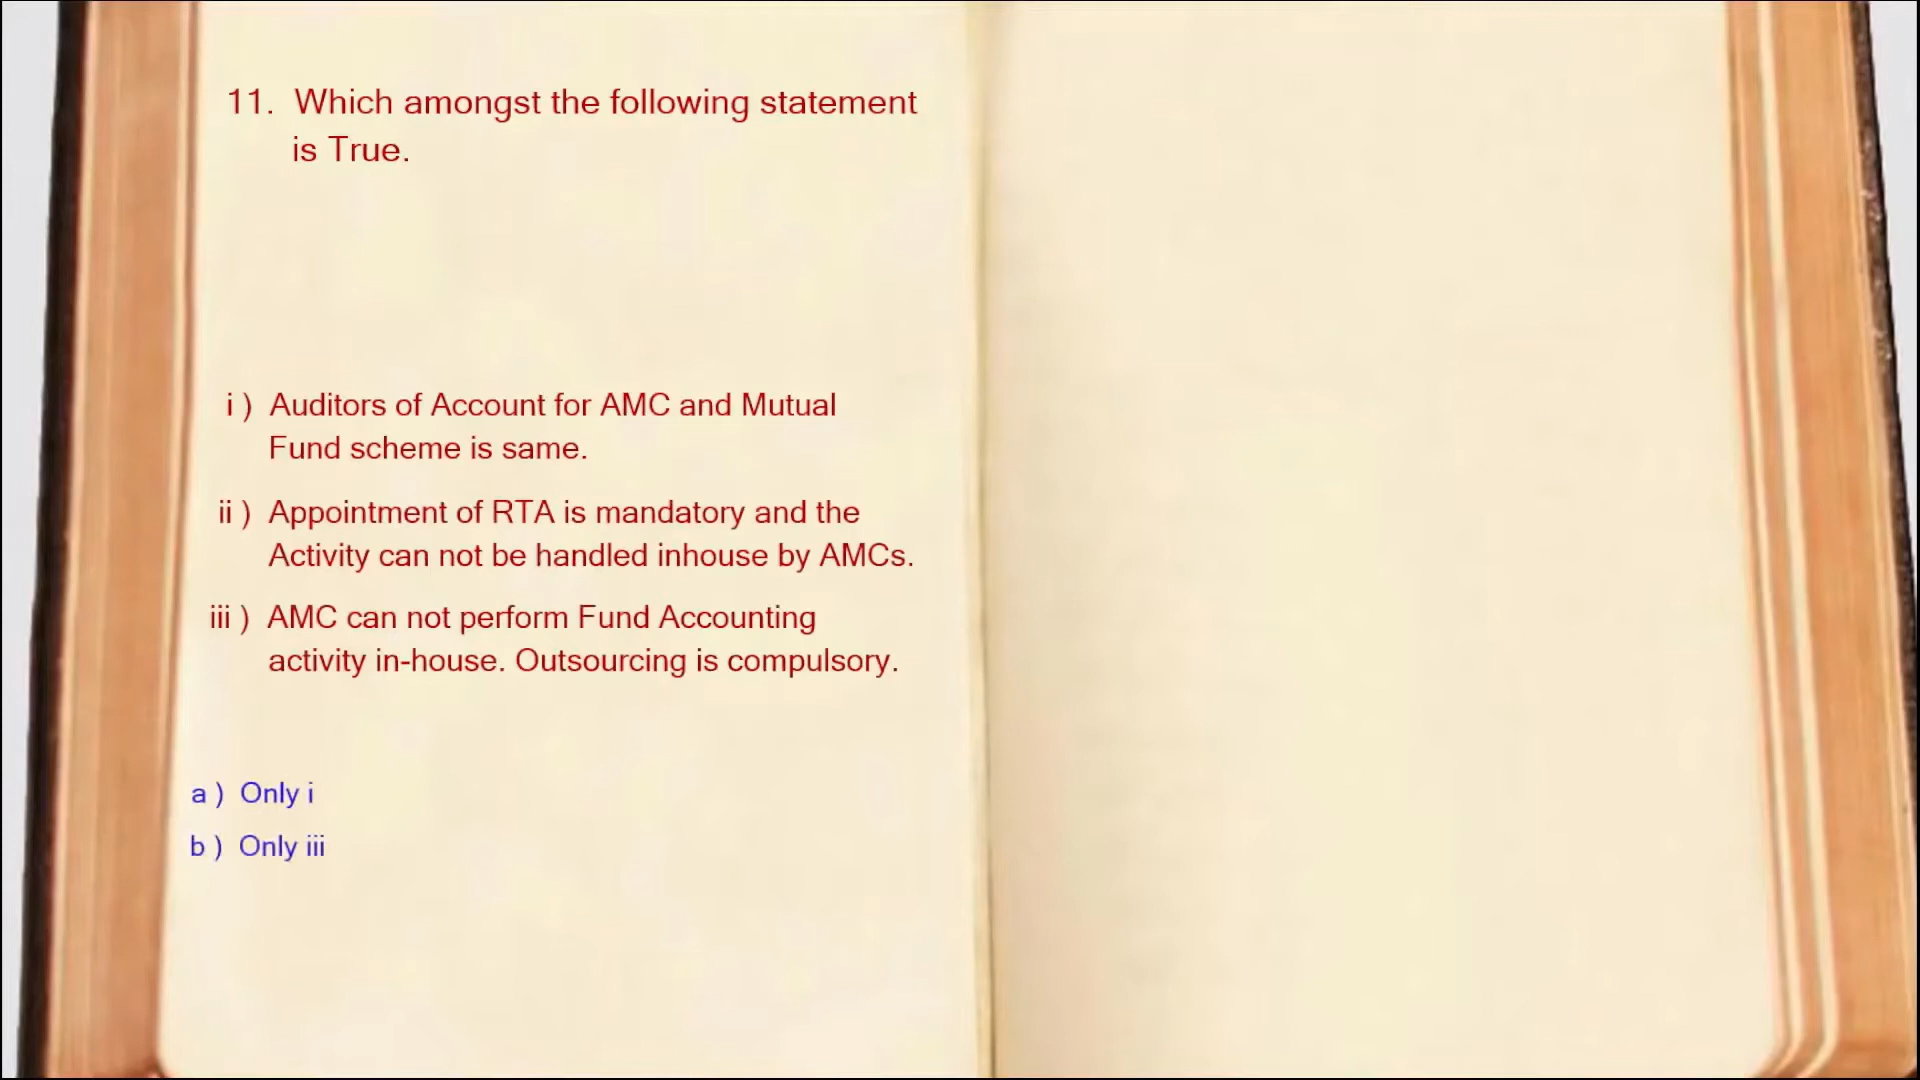 11. Which amongst the following statement
is True.
i ) Auditors of Account for AMC and Mutual
Fund scheme is same.
ii ) Appointment of RTA is mandatory and the
Activity can not be handled inhouse by AMCs.
iii ) AMC can not perform Fund Accounting
activity in-house. Outsourcing is compulsory.
a ) Only i
b ) Only iii